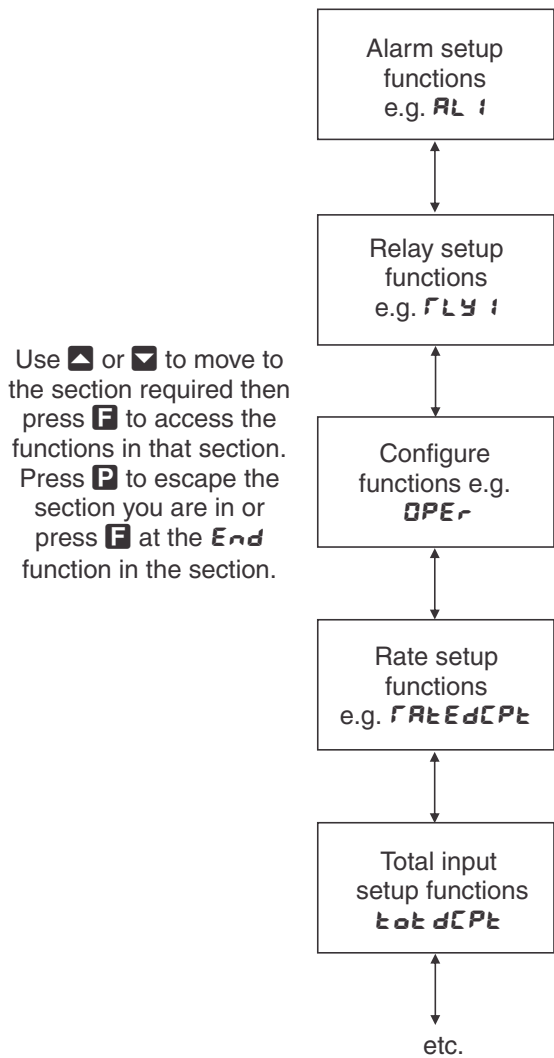 Alarm setup
functions
e.g. AL 1
Relay setup
functions
e.g. rLY 1
Use ▲ or ▼ to move to
the section required then
press F to access the
functions in that section.
Press P to escape the
section you are in or
press F at the End
function in the section.
Configure
functions e.g.
OPEr
Rate setup
functions
e.g. rAtEdCPt
Total input
setup functions
tot dCPt
etc.